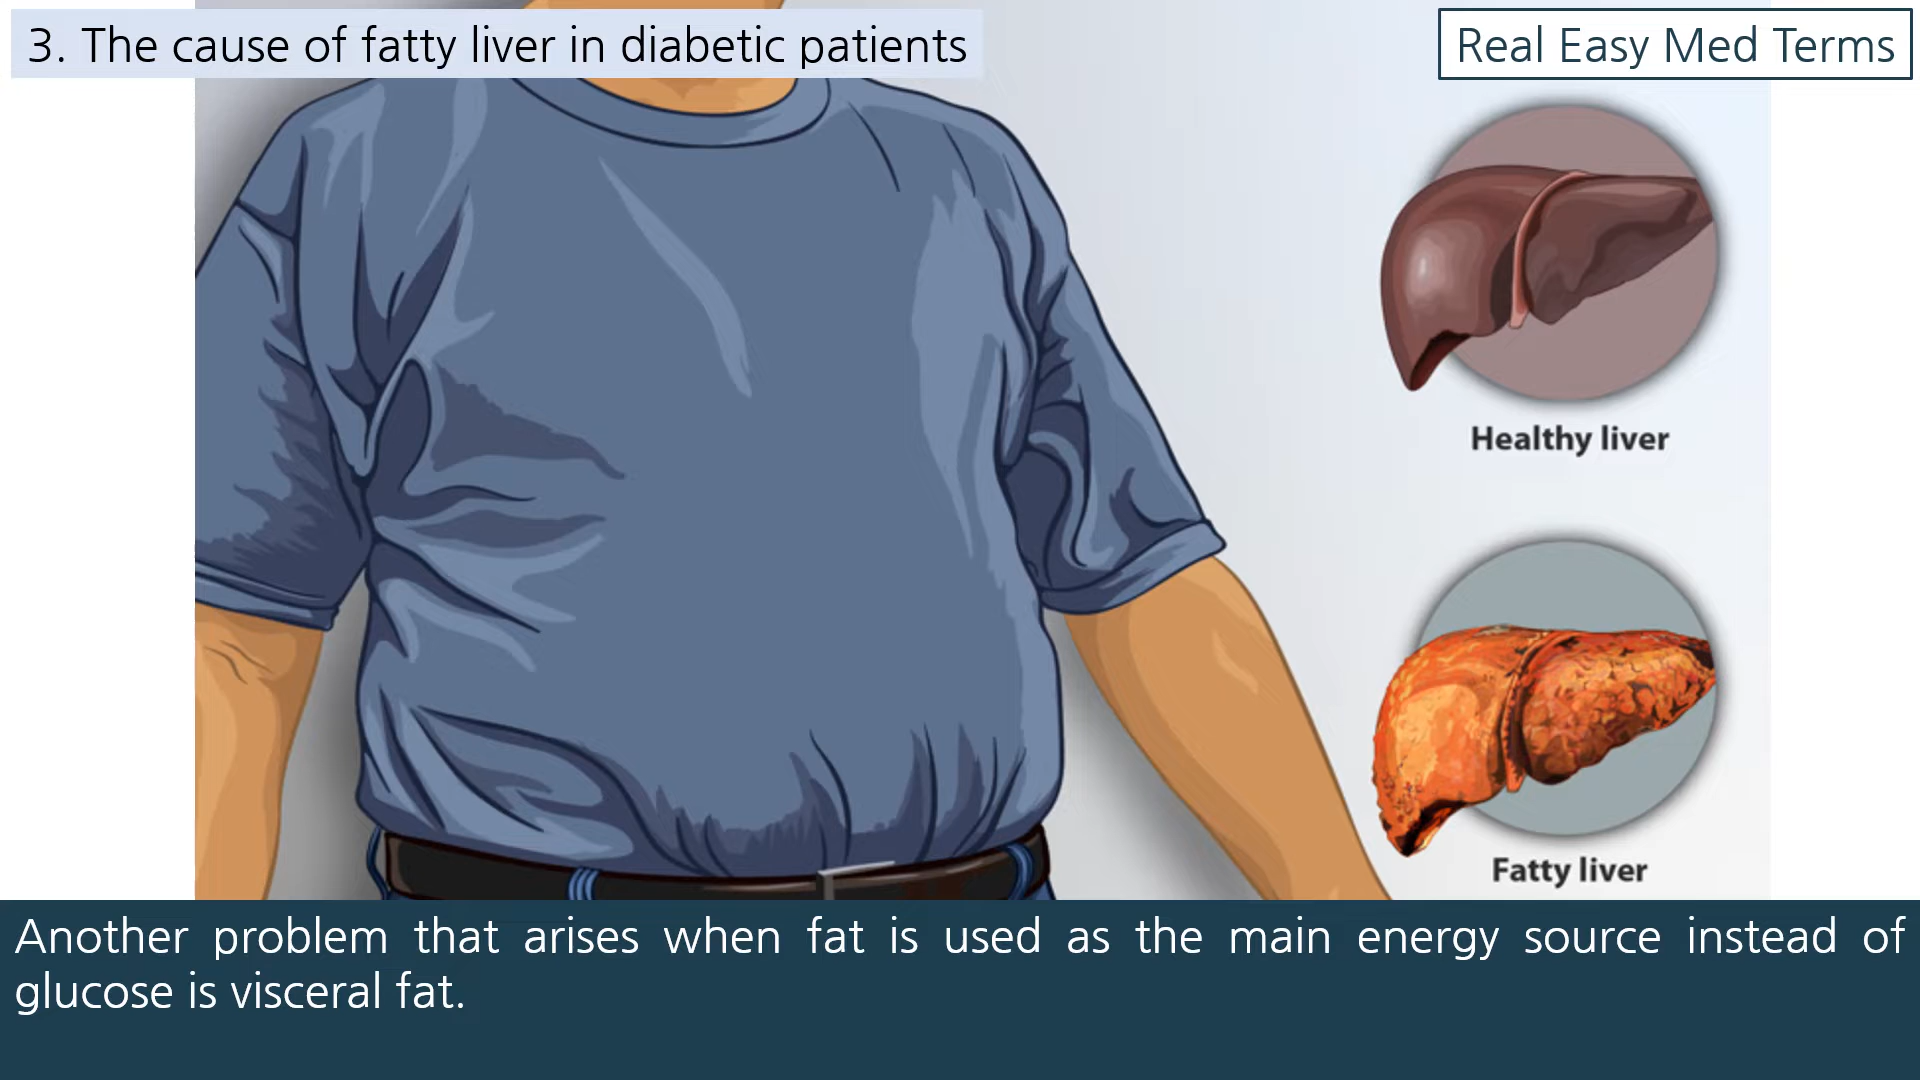 3. The cause of fatty liver in diabetic patients
Real Easy Med Terms
Healthy liver
Fatty liver
Another problem that arises when fat is used as the main energy source instead of
glucose is visceral fat.